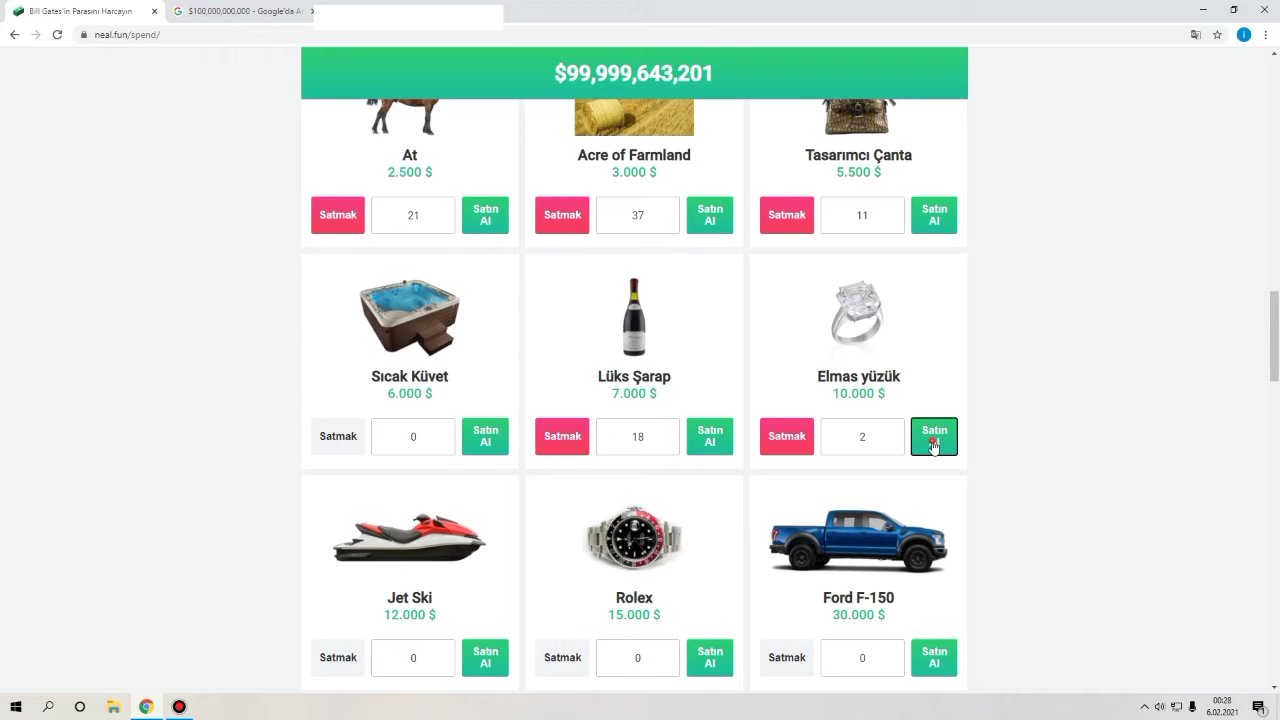 Bill Gates'in Parasını Harcayın
$100,000,000,000 - Google'da Ar
neal.fun/spend/
$99,999,643,201
At
Acre of Farmland
Tasarımcı Çanta
2.500 $
3.000 $
5.500 $
Satmak
21
Satın Al
Satmak
37
Satın Al
Satmak
11
Satın Al
Sıcak Küvet
Lüks Şarap
Elmas yüzük
6.000 $
7.000 $
10.000 $
Satmak
0
Satın Al
Satmak
18
Satın Al
Satmak
2
Satın
Jet Ski
Rolex
Ford F-150
12.000 $
15.000 $
30.000 $
Satmak
0
Satın Al
Satmak
0
Satın Al
Satmak
0
Satın Al
00:28
6.02.2021